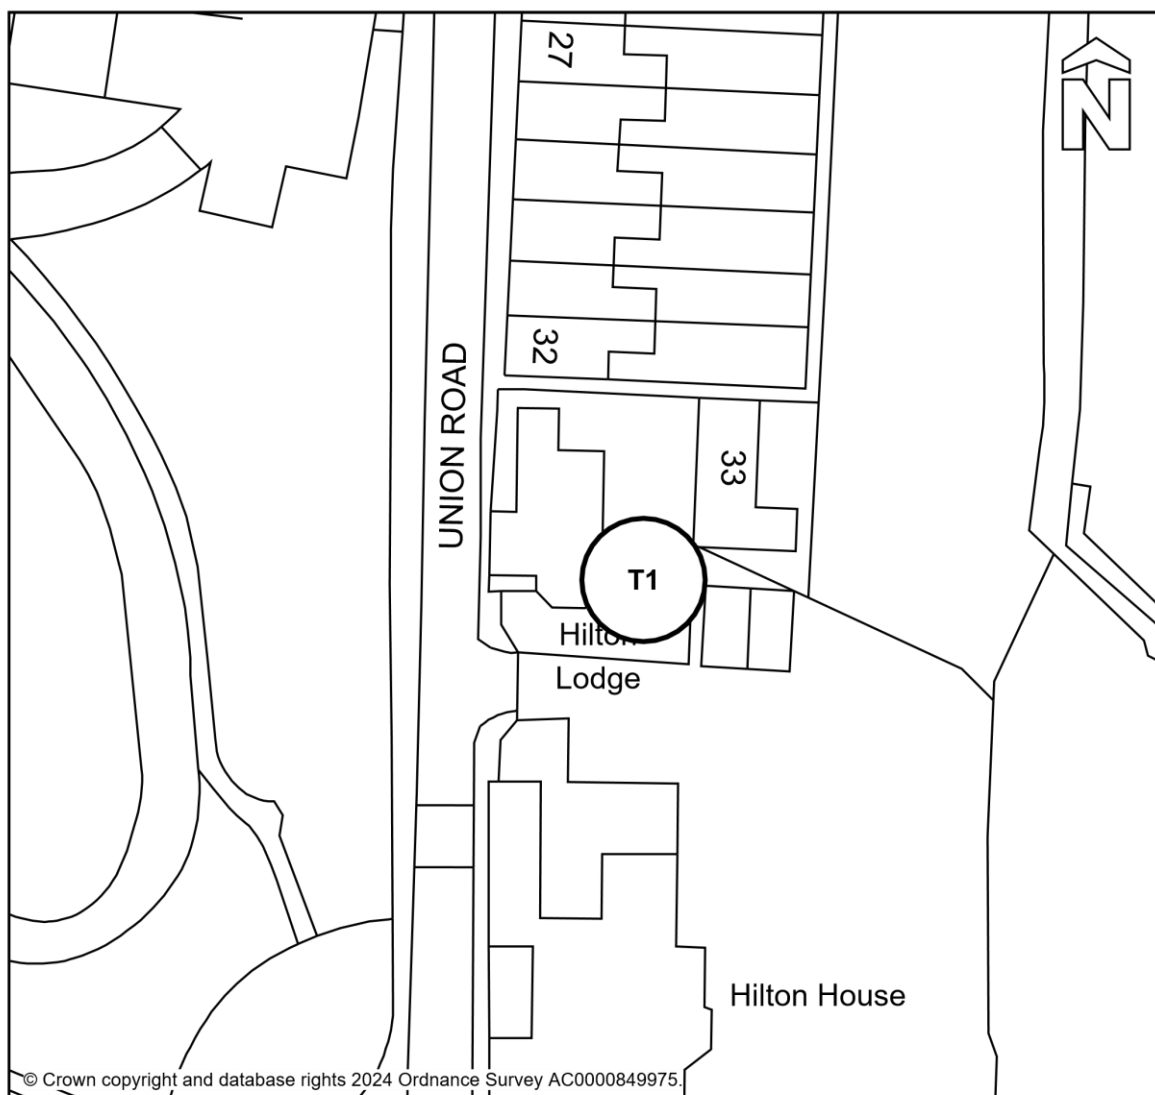 27
N
32
UNION ROAD
33
T1
Hilton
Lodge
Hilton House
© Crown copyright and database rights 2024 Ordnance Survey AC0000849975.